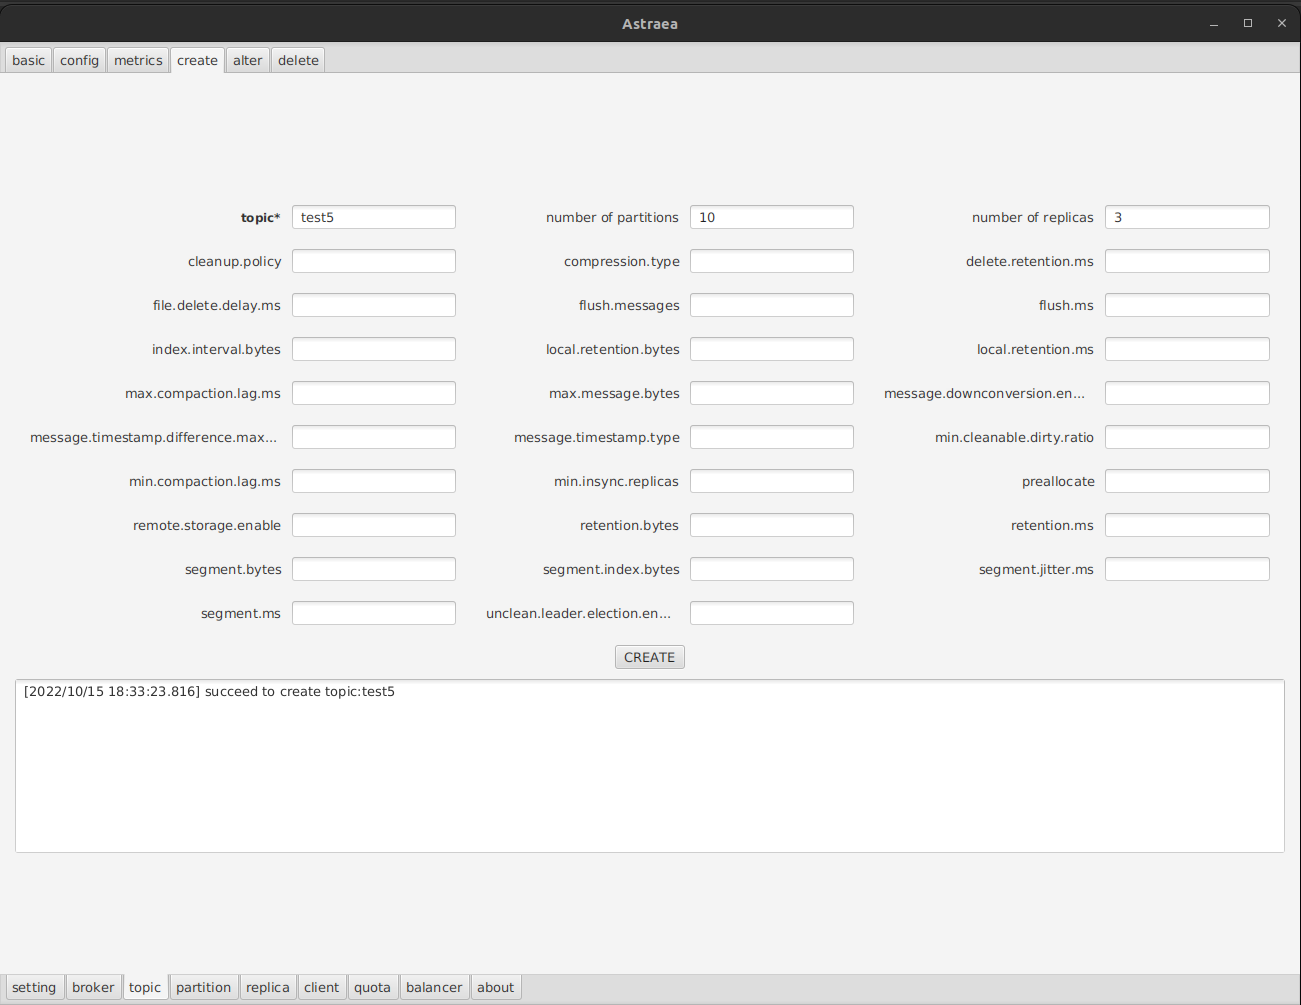 Astraea
basic config metrics create alter delete
topic* test5 number of partitions 10 number of replicas 3
cleanup.policy compression.type delete.retention.ms
file.delete.delay.ms flush.messages flush.ms
index.interval.bytes local.retention.bytes local.retention.ms
max.compaction.lag.ms max.message.bytes message.downconversion.en...
message.timestamp.difference.max... message.timestamp.type min.cleanable.dirty.ratio
min.compaction.lag.ms min.insync.replicas preallocate
remote.storage.enable retention.bytes retention.ms
segment.bytes segment.index.bytes segment.jitter.ms
segment.ms unclean.leader.election.en...
CREATE
[2022/10/15 18:33:23.816] succeed to create topic:test5
setting broker topic partition replica client quota balancer about